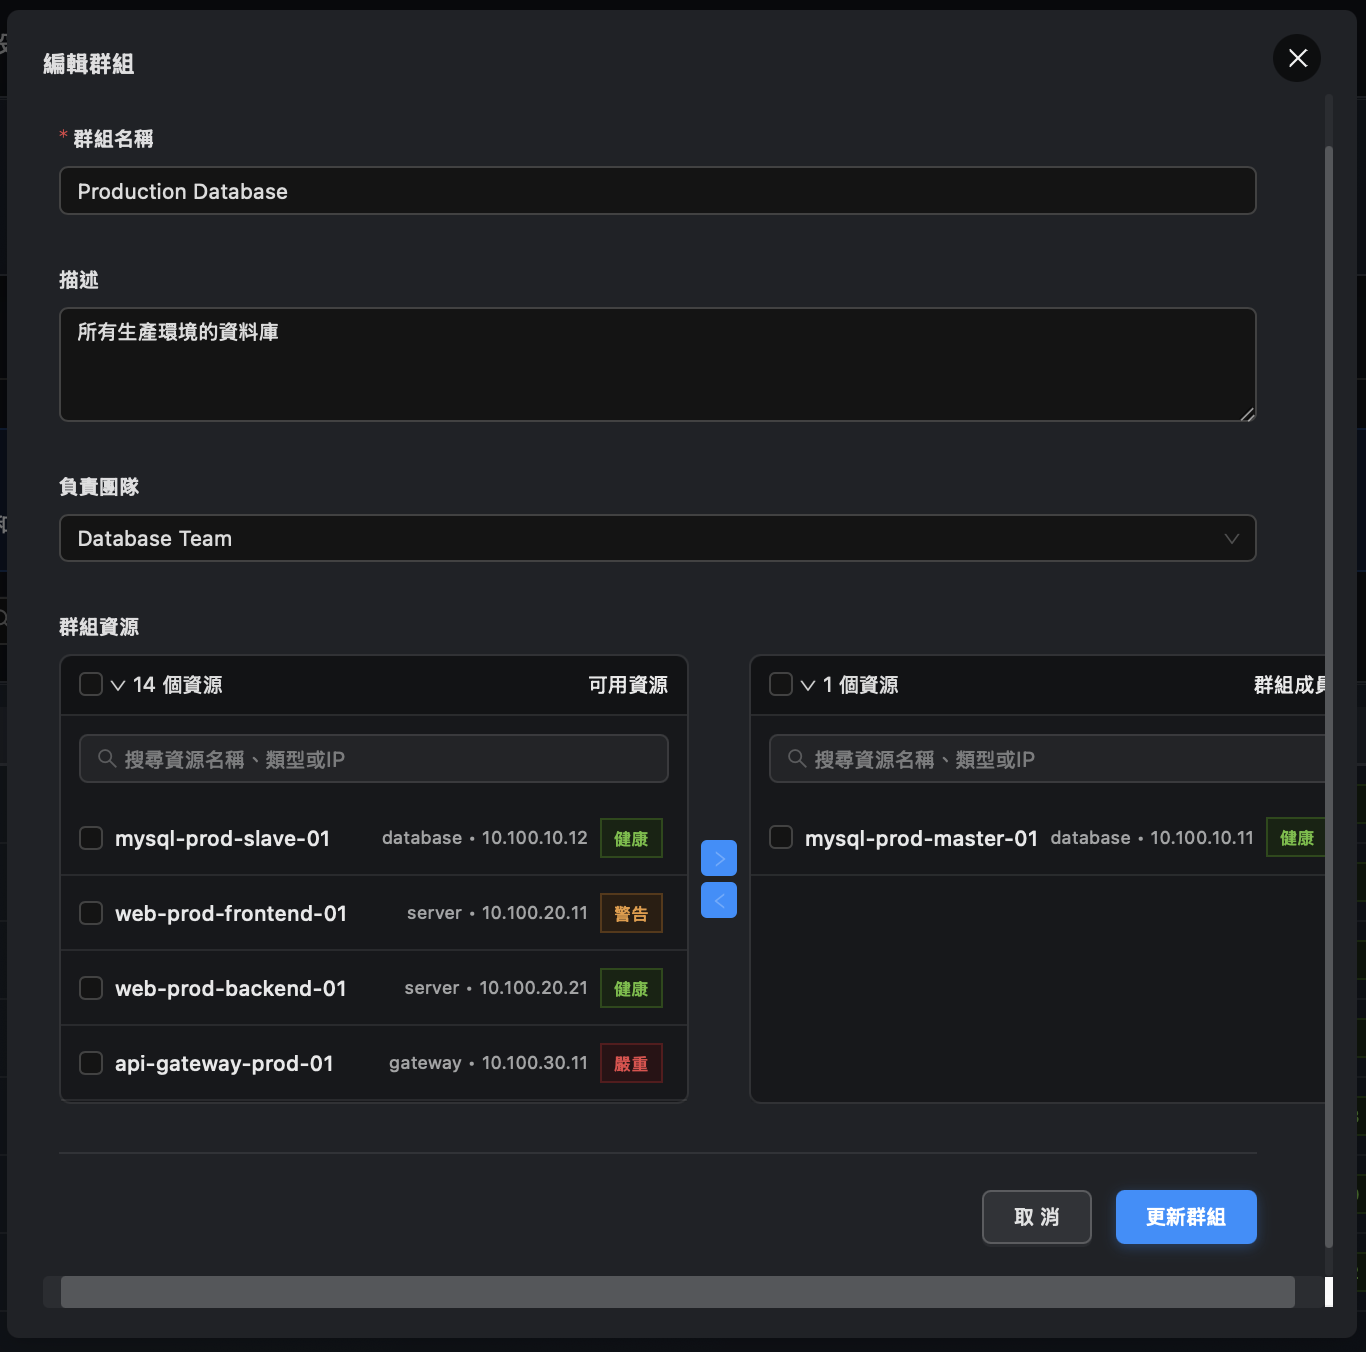 編輯群組
* 群組名稱
Production Database
描述
所有生產環境的資料庫
負責團隊
Database Team
群組資源
14 個資源 可用資源
搜尋資源名稱、類型或IP
mysql-prod-slave-01 database • 10.100.10.12 健康
web-prod-frontend-01 server • 10.100.20.11 警告
web-prod-backend-01 server • 10.100.20.21 健康
api-gateway-prod-01 gateway • 10.100.30.11 嚴重
1 個資源 群組成員
搜尋資源名稱、類型或IP
mysql-prod-master-01 database • 10.100.10.11 健康
取 消
更新群組